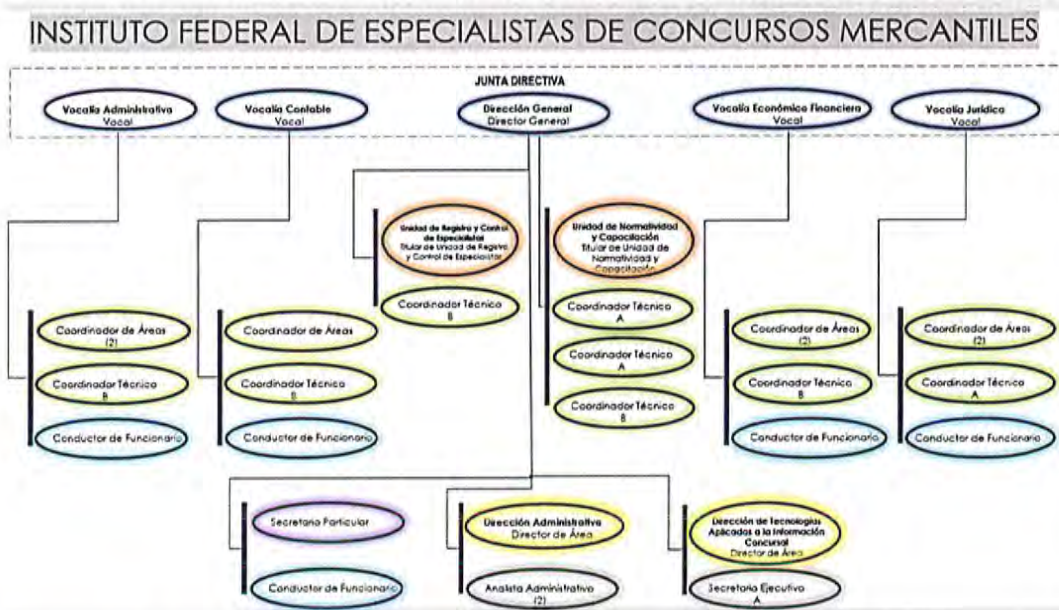 INSTITUTO FEDERAL DE ESPECIALISTAS DE CONCURSOS MERCANTILES
JUNTA DIRECTIVA
Vocalía Administrativa
Vocal
Vocalía Contable
Vocal
Dirección General
Director General
Vocalía Económico Financiera
Vocal
Vocalía Jurídica
Vocal
Unidad de Registro y Control
de Especialistas
Titular de Unidad de Registro
y Control de Especialistas
Coordinador Técnico
B
Unidad de Normatividad
y Capacitación
Titular de Unidad de
Normatividad y
Capacitación
Coordinador Técnico
A
Coordinador Técnico
A
Coordinador Técnico
B
Coordinador de Áreas
(2)
Coordinador Técnico
B
Conductor de Funcionario
Coordinador de Áreas
Coordinador Técnico
Conductor de Funcionario
Coordinador de Áreas
(2)
Coordinador Técnico
B
Conductor de Funcionario
Coordinador de Áreas
(2)
Coordinador Técnico
A
Conductor de Funcionario
Secretario Particular
Conductor de Funcionario
Dirección Administrativa
Director de Área
Analista Administrativo
(2)
Dirección de Tecnologías
Aplicadas a la Información
Concursal
Director de Área
Secretario Ejecutivo
A